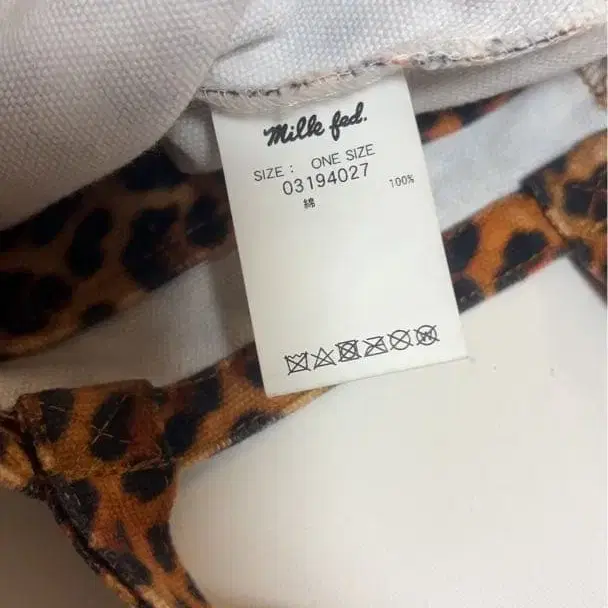 Milk fed.
SIZE : ONE SIZE
03194027
綿 100%